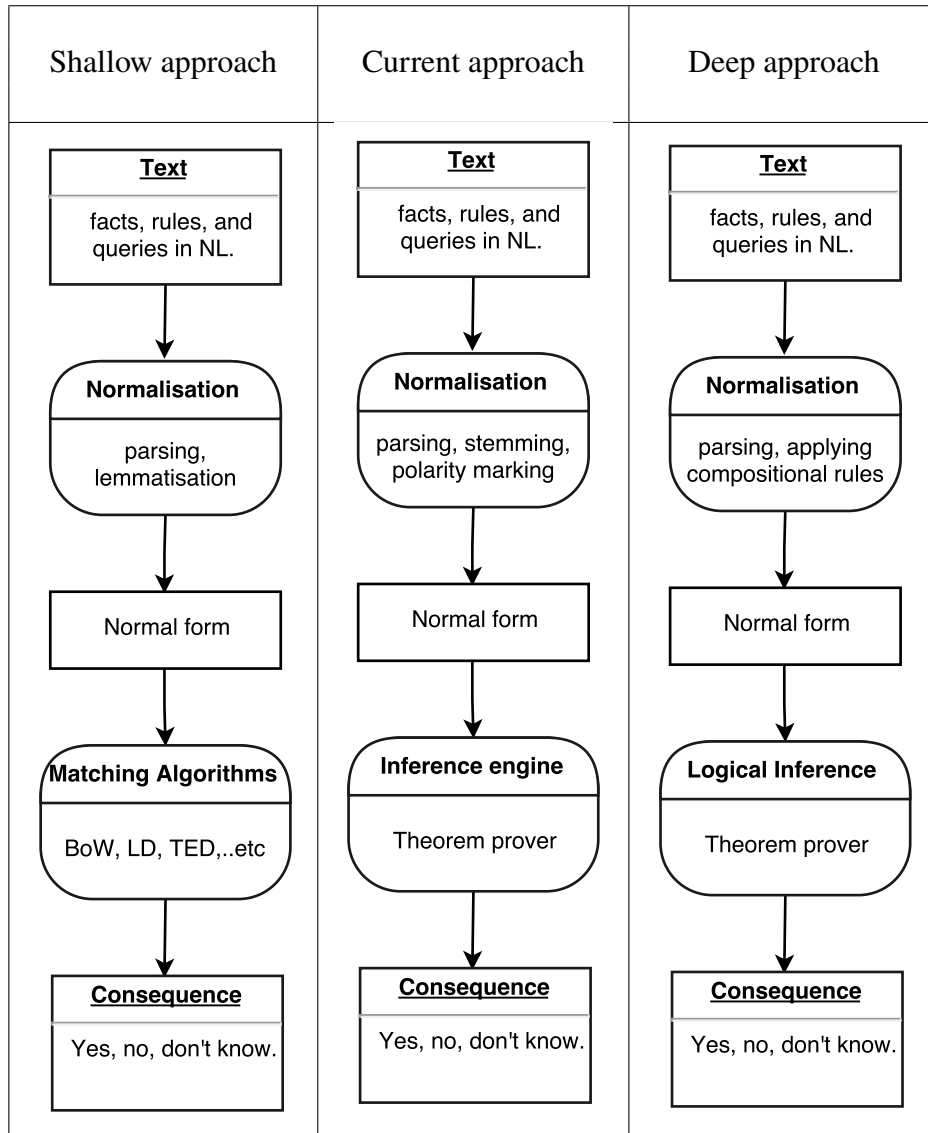 Shallow approach
Current approach
Deep approach
Text
facts, rules, and
queries in NL.
Normalisation
parsing,
lemmatisation
Normal form
Matching Algorithms
BoW, LD, TED,..etc
Consequence
Yes, no, don't know.
Text
facts, rules, and
queries in NL.
Normalisation
parsing, stemming,
polarity marking
Normal form
Inference engine
Theorem prover
Consequence
Yes, no, don't know.
Text
facts, rules, and
queries in NL.
Normalisation
parsing, applying
compositional rules
Normal form
Logical Inference
Theorem prover
Consequence
Yes, no, don't know.